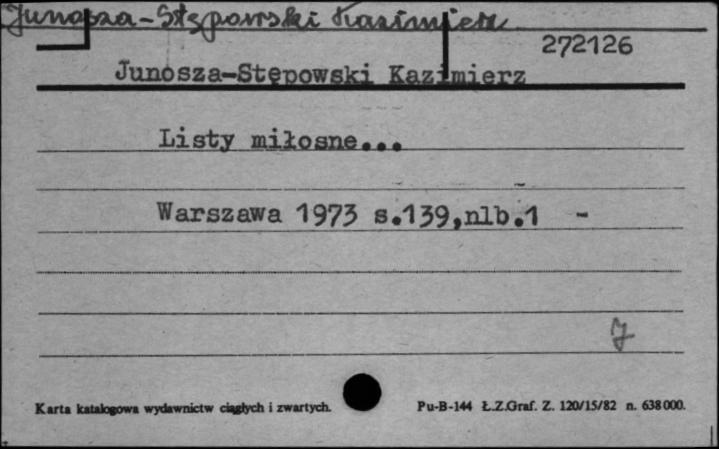 Junosza-Stępowski Kazimierz
272126
Junosza-Stępowski Kazimierz
Listy miłosne...
Warszawa 1973 s.139,nlb.1 -
J
Karta katalogowa wydawnictw ciągłych i zwartych.
Pu-B-144 Ł.Z.Graf. Z. 120/15/82 n. 638000.